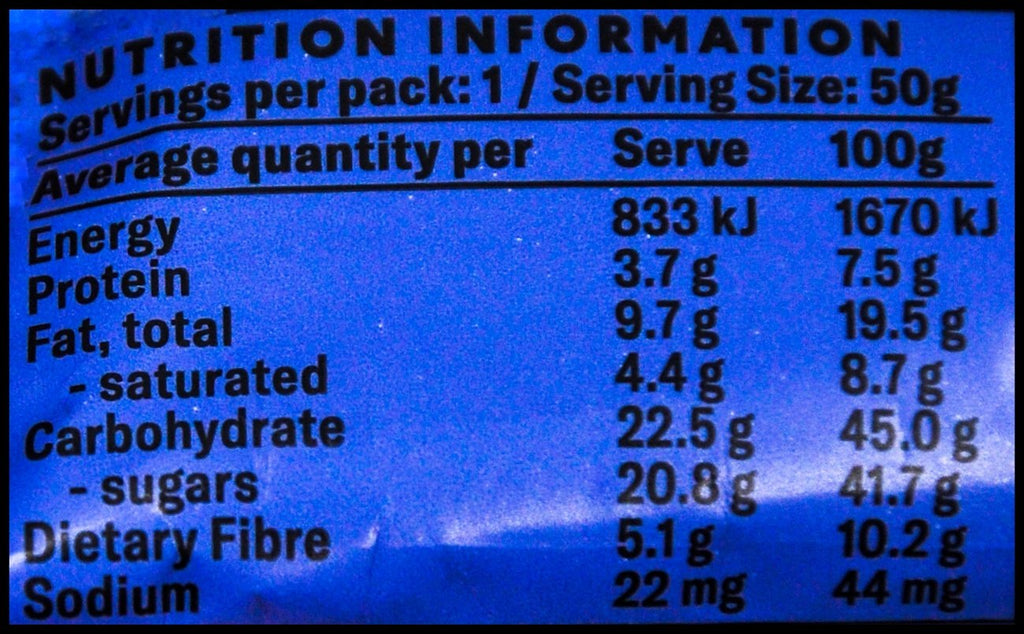 NUTRITION INFORMATION
Servings per pack: 1 / Serving Size: 50g
Average quantity per Serve 100g
Energy 833 kJ 1670 kJ
Protein 3.7 g 7.5 g
Fat, total 9.7 g 19.5 g
- saturated 4.4 g 8.7 g
Carbohydrate 22.5 g 45.0 g
- sugars 20.8 g 41.7 g
Dietary Fibre 5.1 g 10.2 g
Sodium 22 mg 44 mg